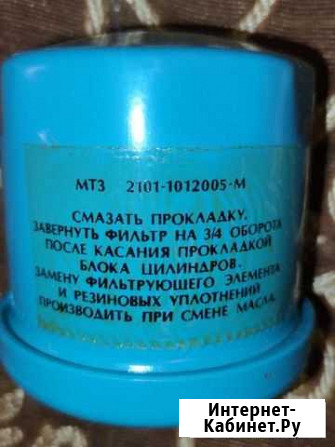 МТЗ 2101-1012005-М
СМАЗАТЬ ПРОКЛАДКУ.
ЗАВЕРНУТЬ ФИЛЬТР НА 3/4 ОБОРОТА
ПОСЛЕ КАСАНИЯ ПРОКЛАДКОЙ
БЛОКА ЦИЛИНДРОВ.
ЗАМЕНУ ФИЛЬТРУЮЩЕГО ЭЛЕМЕНТА
И РЕЗИНОВЫХ УПЛОТНЕНИЙ
ПРОИЗВОДИТЬ ПРИ СМЕНЕ МАСЛА.
Интернет-
Кабинет.Ру